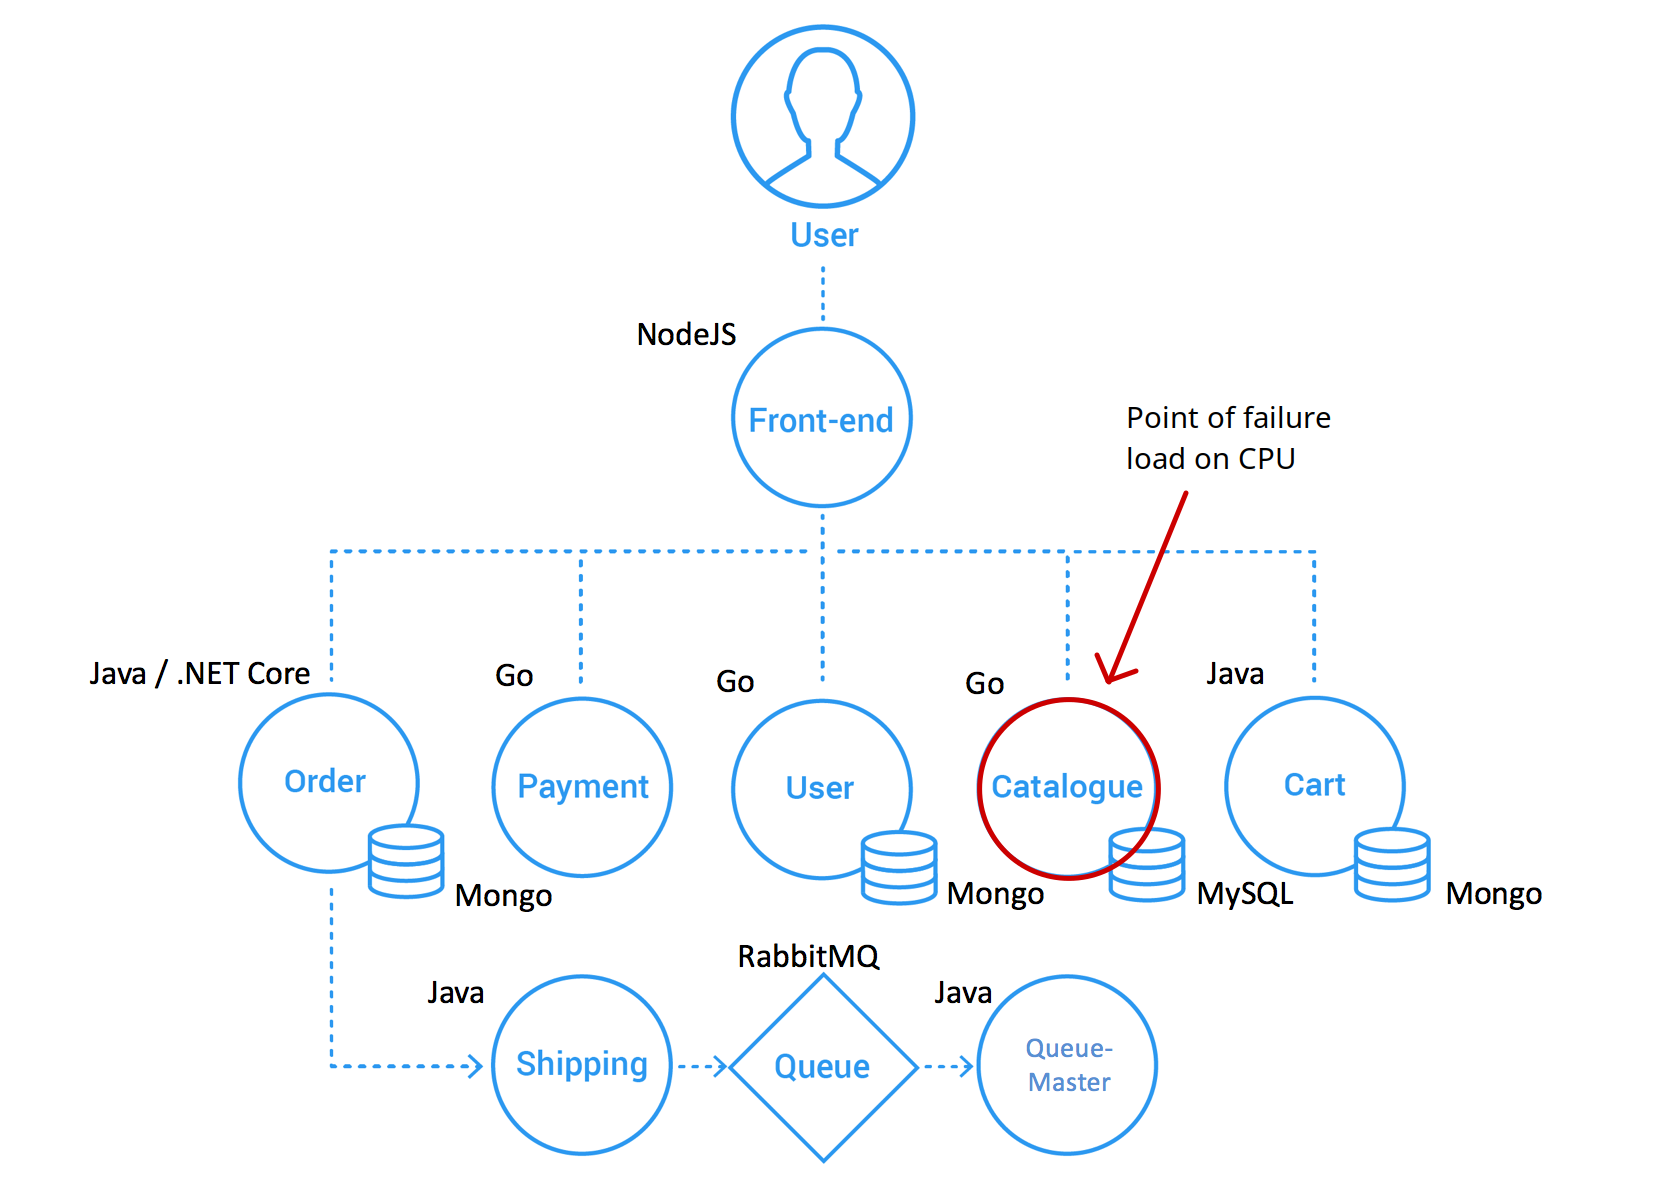 User
NodeJS
Front-end
Point of failure
load on CPU
Java / .NET Core
Go
Go
Go
Java
Order
Payment
User
Catalogue
Cart
Mongo
Mongo
MySQL
Mongo
RabbitMQ
Java
Java
Shipping
Queue
Queue-
Master